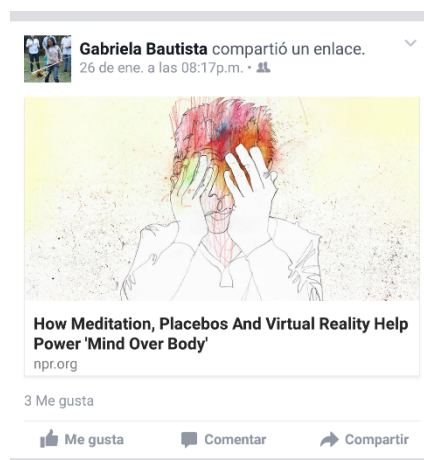 Gabriela Bautista compartió un enlace.
26 de ene. a las 08:17p.m. •
How Meditation, Placebos And Virtual Reality Help
Power 'Mind Over Body'
npr.org
3 Me gusta
Me gusta Comentar Compartir